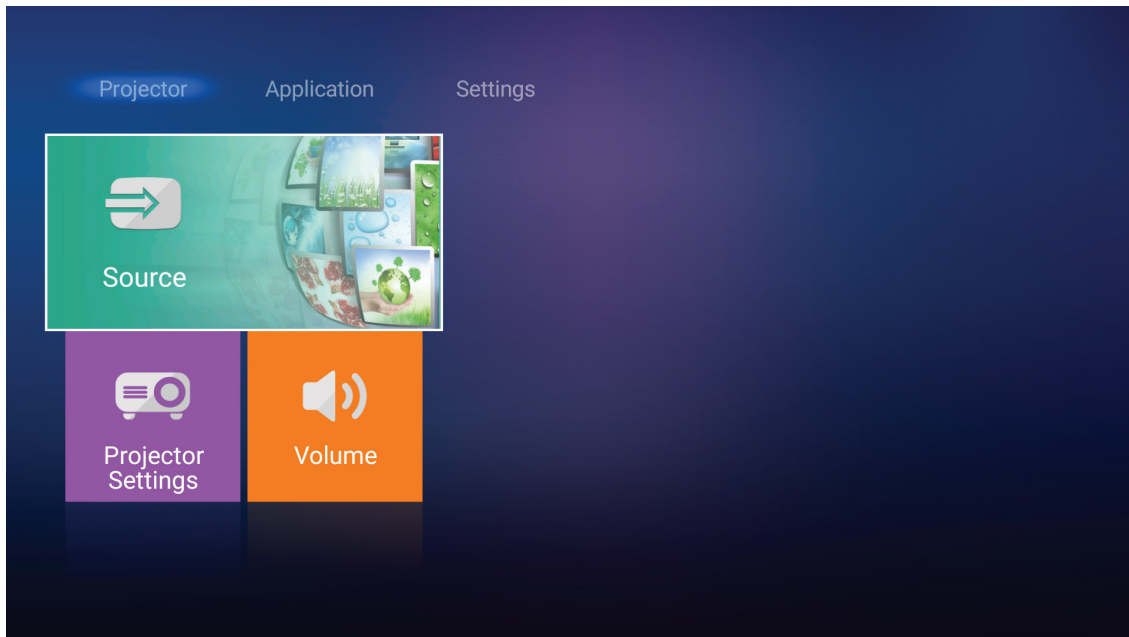 Projector Application Settings
Source
Projector
Settings
Volume